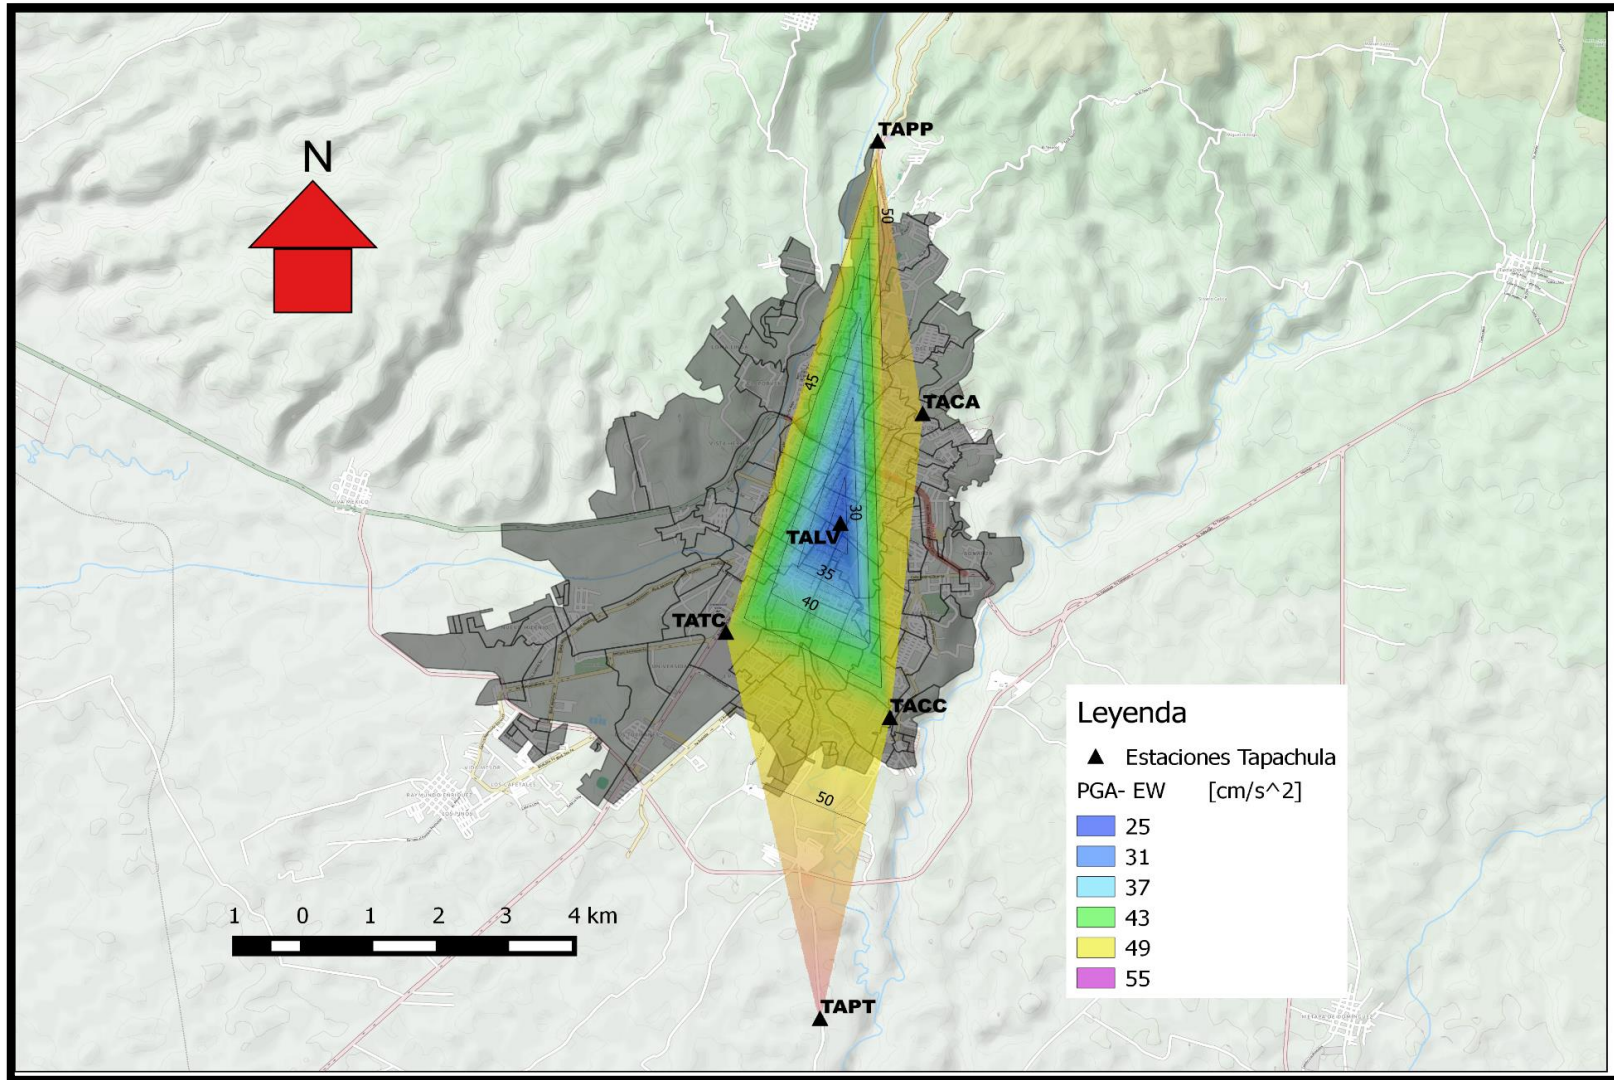 TAPP
N
50
45
TACA
30
TALV
35
40
TATC
TACC
50
TAPT
Leyenda
Estaciones Tapachula
PGA- EW [cm/s^2]
25
31
37
43
49
55
1 0 1 2 3 4 km